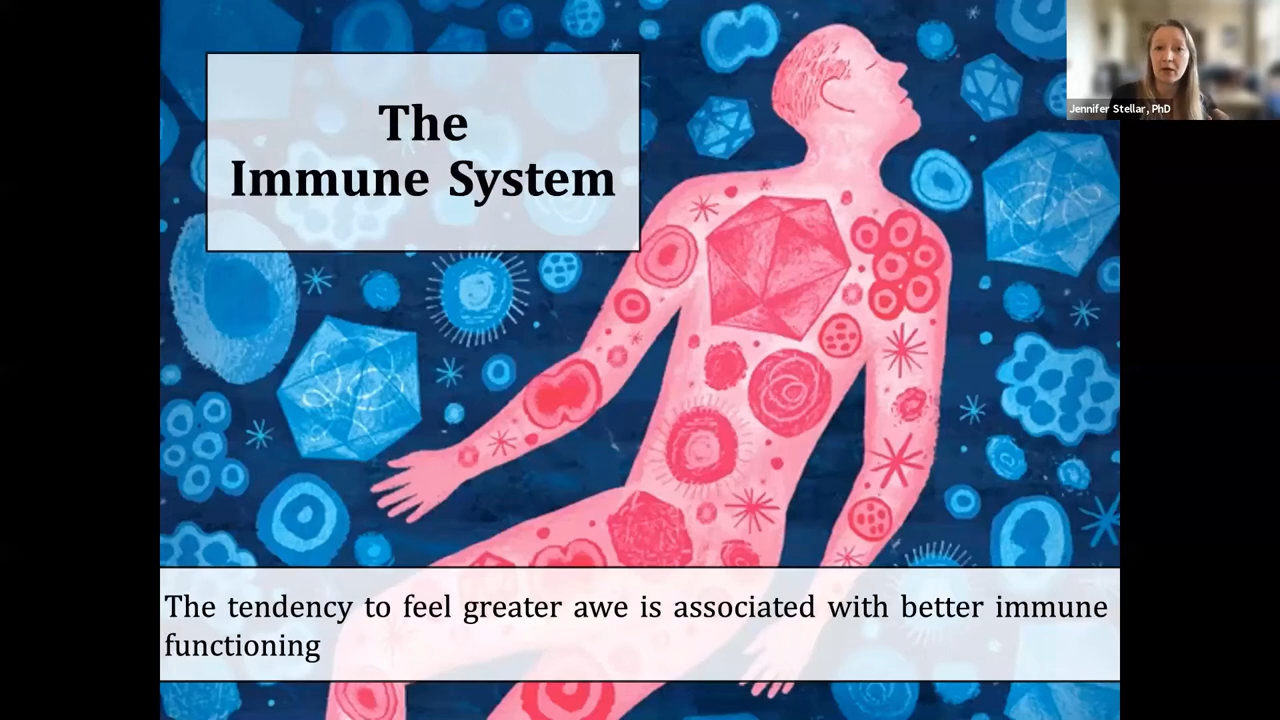 The
Immune System
Jennifer Stellar, PhD
The tendency to feel greater awe is associated with better immune
functioning